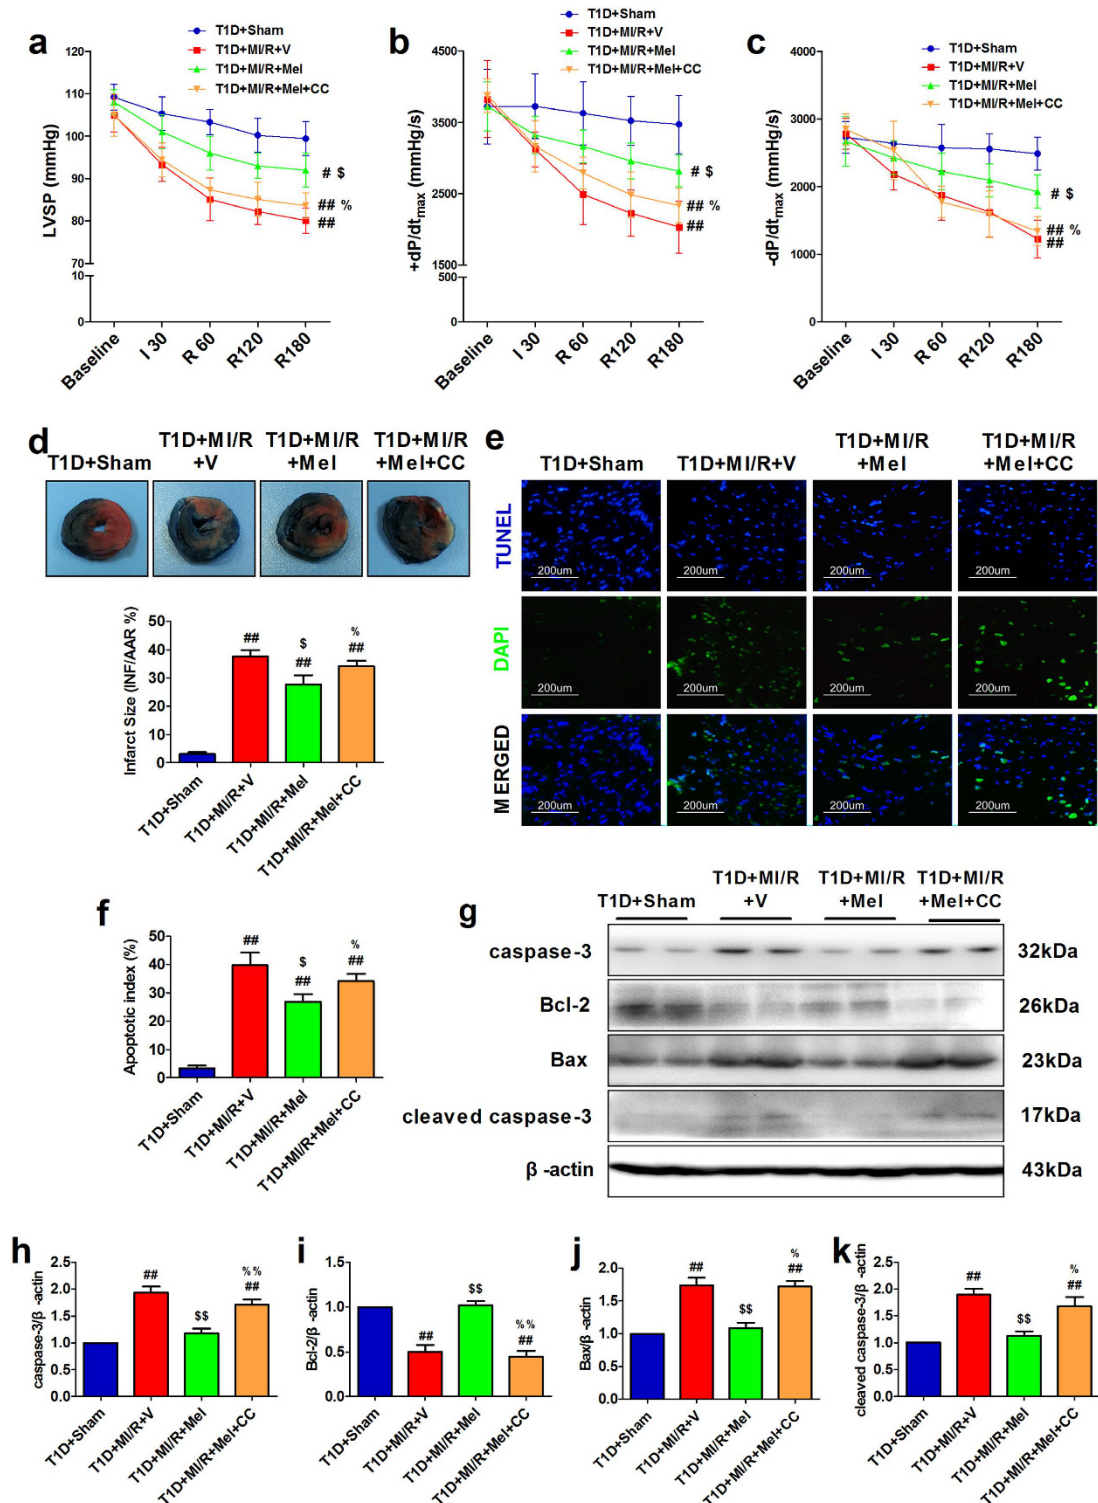 a
T1D+Sham
T1D+MI/R+V
T1D+MI/R+Mel
T1D+MI/R+Mel+CC
LVSP (mmHg)
120
110
100
90
80
70
10
0
# $
## %
##
Baseline
I 30
R 60
R120
R180
b
T1D+Sham
T1D+MI/R+V
T1D+MI/R+Mel
T1D+MI/R+Mel+CC
+dP/dtmax (mmHg/s)
4500
3500
2500
1500
500
0
# $
## %
##
Baseline
I 30
R 60
R120
R180
c
T1D+Sham
T1D+MI/R+V
T1D+MI/R+Mel
T1D+MI/R+Mel+CC
-dP/dtmax (mmHg/s)
4000
3000
2000
1000
0
# $
## %
##
Baseline
I 30
R 60
R120
R180
d
T1D+Sham
T1D+MI/R
+V
T1D+MI/R
+Mel
T1D+MI/R
+Mel+CC
Infarct Size (INF/AAR %)
50
40
30
20
10
0
##
$
##
%
##
T1D+Sham
T1D+MI/R+V
T1D+MI/R+Mel
T1D+MI/R+Mel+CC
e
T1D+Sham
T1D+MI/R+V
T1D+MI/R
+Mel
T1D+MI/R
+Mel+CC
TUNEL
200um
200um
200um
200um
DAPI
200um
200um
200um
200um
MERGED
200um
200um
200um
200um
f
Apoptotic index (%)
50
40
30
20
10
0
##
$
##
%
##
T1D+Sham
T1D+MI/R+V
T1D+MI/R+Mel
T1D+MI/R+Mel+CC
g
T1D+Sham
T1D+MI/R
+V
T1D+MI/R
+Mel
T1D+MI/R
+Mel+CC
caspase-3
32kDa
Bcl-2
26kDa
Bax
23kDa
cleaved caspase-3
17kDa
β -actin
43kDa
h
caspase-3/β -actin
2.5
2.0
1.5
1.0
0.5
0.0
##
$$
%%
##
T1D+Sham
T1D+MI/R+V
T1D+MI/R+Mel
T1D+MI/R+Mel+CC
i
Bcl-2/β -actin
1.5
1.0
0.5
0.0
##
$$
%%
##
T1D+Sham
T1D+MI/R+V
T1D+MI/R+Mel
T1D+MI/R+Mel+CC
j
Bax/β -actin
2.0
1.5
1.0
0.5
0.0
##
$$
%
##
T1D+Sham
T1D+MI/R+V
T1D+MI/R+Mel
T1D+MI/R+Mel+CC
k
cleaved caspase-3/β -actin
2.5
2.0
1.5
1.0
0.5
0.0
##
$$
%
##
T1D+Sham
T1D+MI/R+V
T1D+MI/R+Mel
T1D+MI/R+Mel+CC